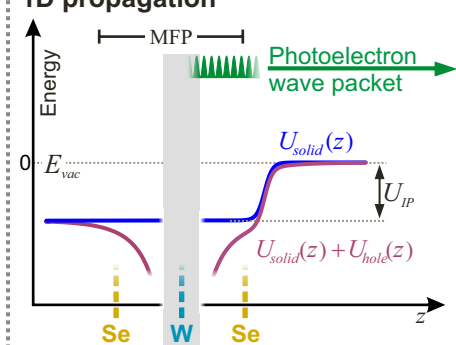 1D propagation
MFP
Energy
Photoelectron
wave packet
U_solid(z)
0
E_vac
U_IP
U_solid(z) + U_hole(z)
z
Se
W
Se